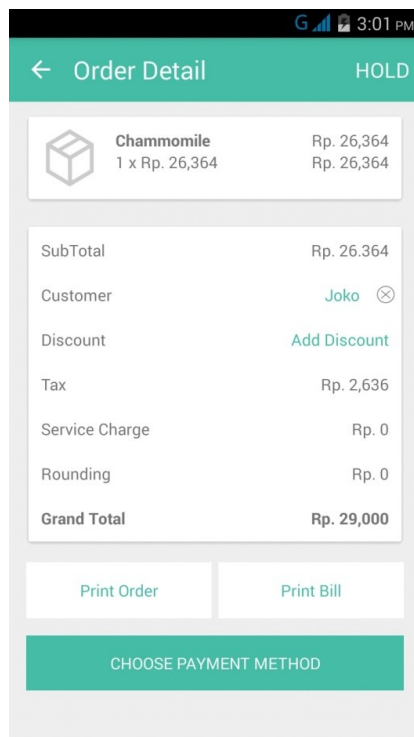 G 3:01 PM
Order Detail HOLD
Chammomile Rp. 26,364
1 x Rp. 26,364 Rp. 26,364
SubTotal Rp. 26.364
Customer Joko
Discount Add Discount
Tax Rp. 2,636
Service Charge Rp. 0
Rounding Rp. 0
Grand Total Rp. 29,000
Print Order Print Bill
CHOOSE PAYMENT METHOD